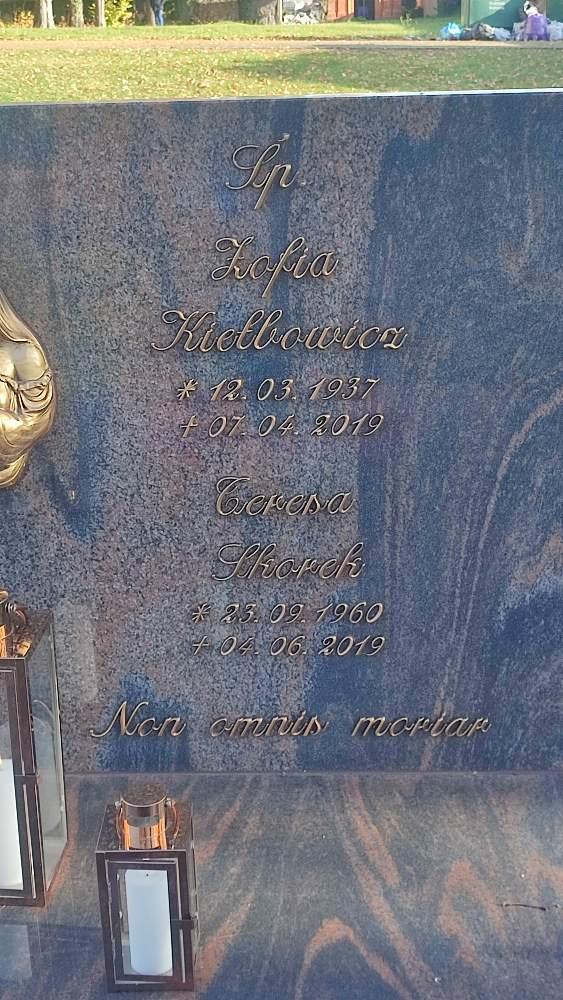 Śp.
Zofia
Kiełbowicz
* 12. 03. 1937
+ 07. 04. 2019
Teresa
Skorek
* 23. 09. 1960
+ 04. 06. 2019
Non omnis moriar